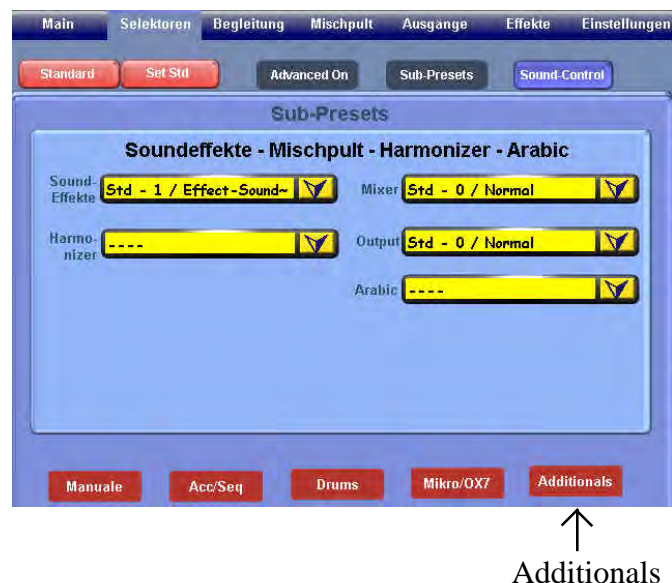 Main Selektoren Begleitung Mischpult Ausgänge Effekte Einstellungen
Standard Set Std Advanced On Sub-Presets Sound-Control
Sub-Presets
Soundeffekte - Mischpult - Harmonizer - Arabic
Sound-Effekte Std - 1 / Effect-Sound~ Mixer Std - 0 / Normal
Harmo-nizer ---- Output Std - 0 / Normal
Arabic ----
Manuale Acc/Seq Drums Mikro/OX7 Additionals
Additionals